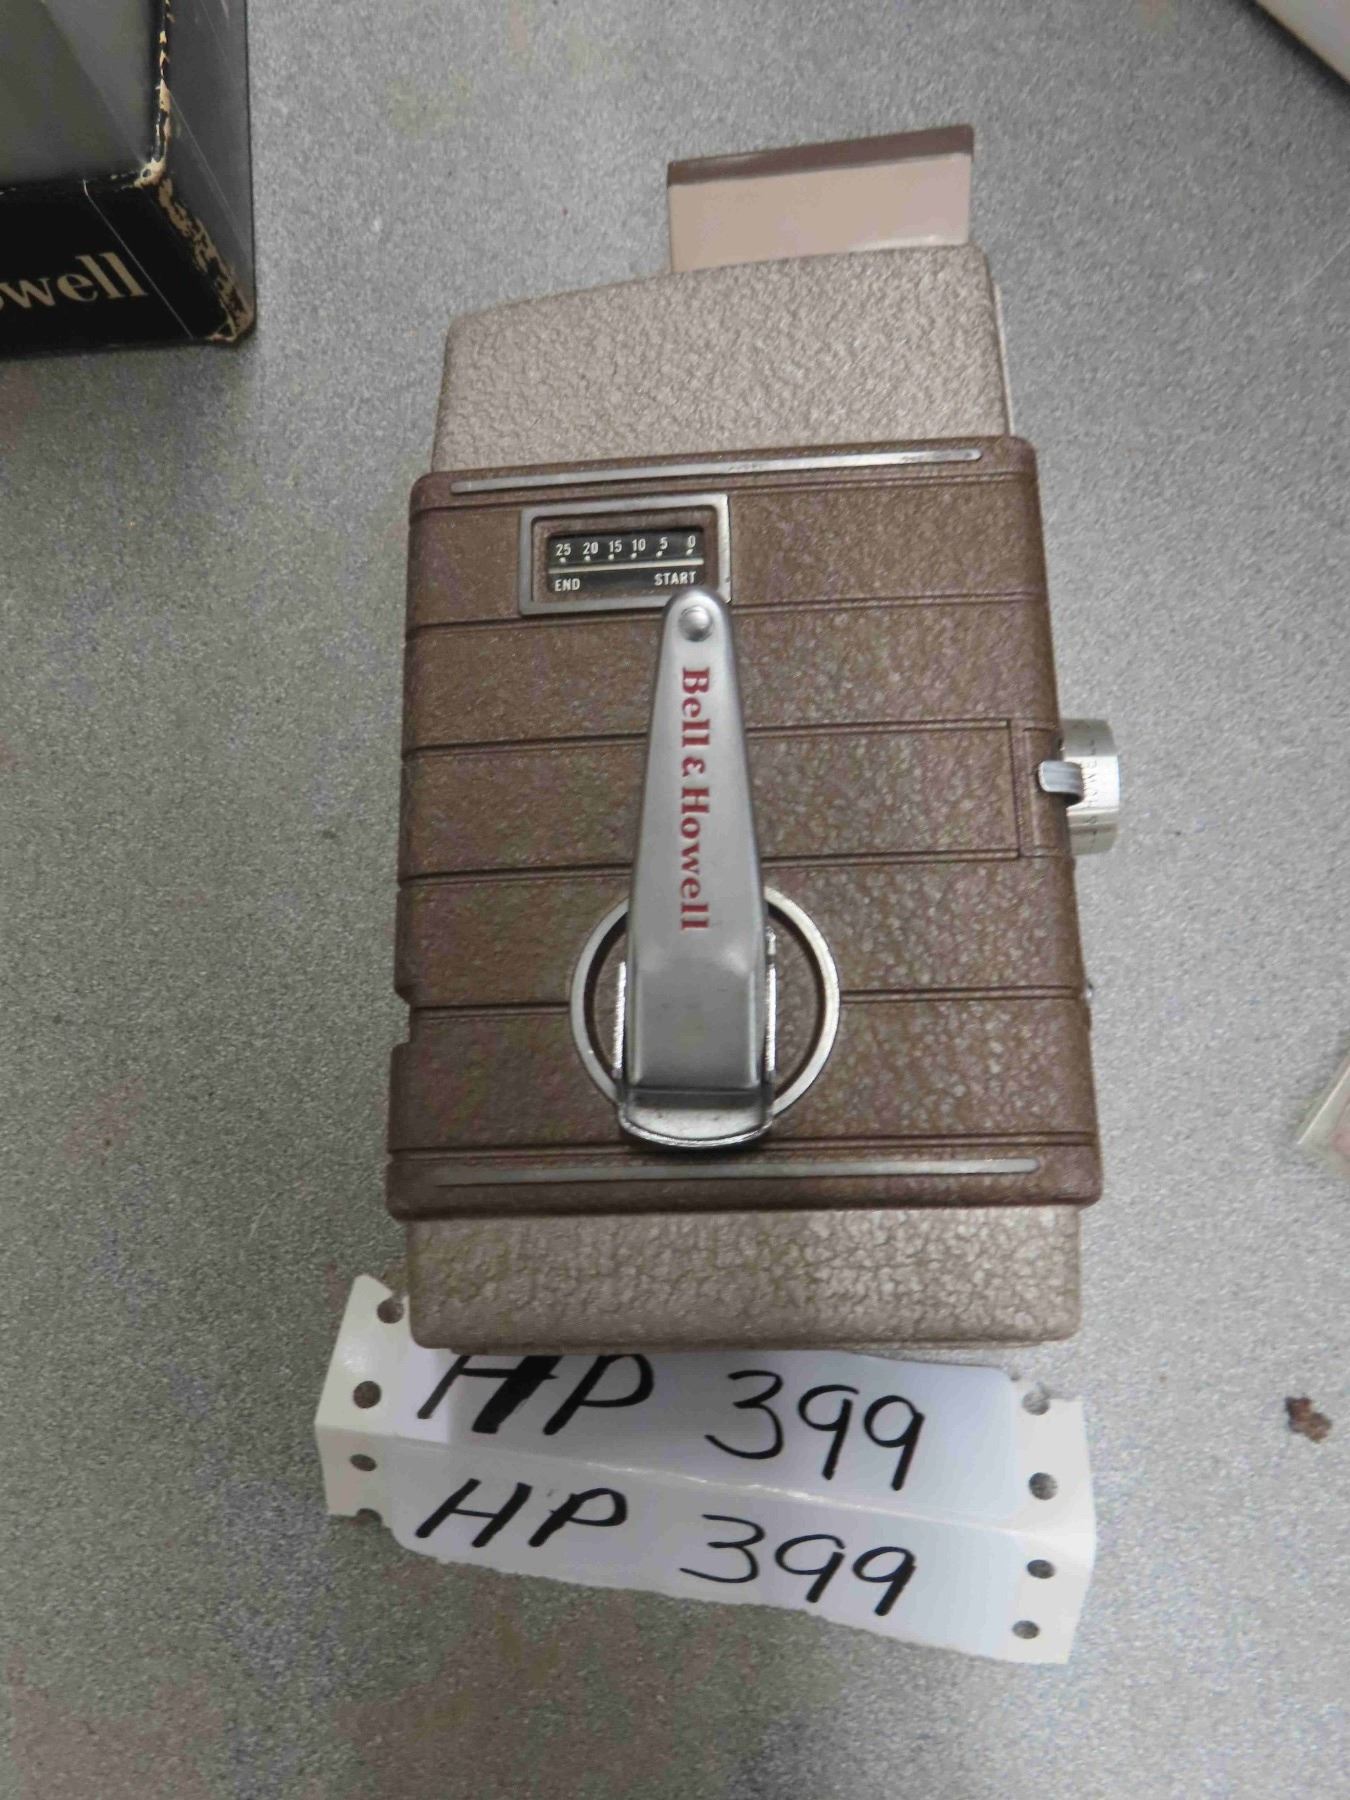 owell
25 20 15 10 5 0
END START
Bell & Howell
HP 399
HP 399